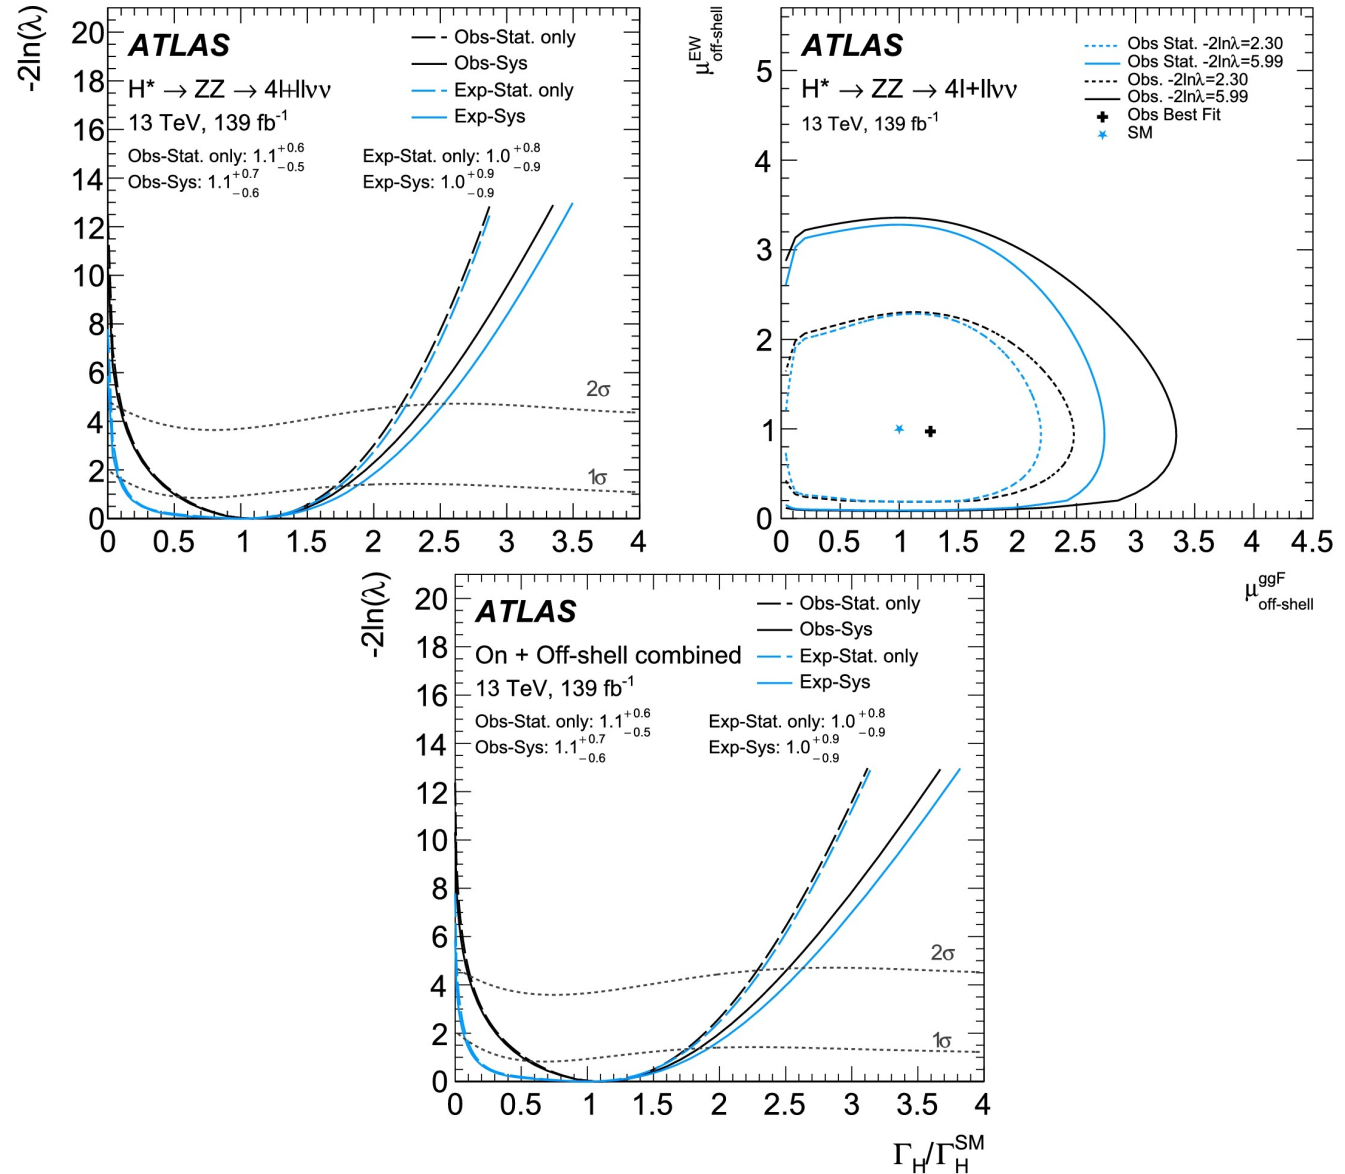 -2ln(λ)
20
18
16
14
12
10
8
6
4
2
0
ATLAS
H* → ZZ → 4l+llνν
13 TeV, 139 fb⁻¹
Obs-Stat. only: 1.1 +0.6 −0.5
Obs-Sys: 1.1 +0.7 −0.6
Exp-Stat. only: 1.0 +0.8 −0.9
Exp-Sys: 1.0 +0.9 −0.9
Obs-Stat. only
Obs-Sys
Exp-Stat. only
Exp-Sys
2σ
1σ
0 0.5 1 1.5 2 2.5 3 3.5 4
μ EW off-shell
5
4
3
2
1
0
ATLAS
H* → ZZ → 4l+llνν
13 TeV, 139 fb⁻¹
Obs Stat. -2lnλ=2.30
Obs Stat. -2lnλ=5.99
Obs. -2lnλ=2.30
Obs. -2lnλ=5.99
Obs Best Fit
SM
0 0.5 1 1.5 2 2.5 3 3.5 4 4.5
μ ggF off-shell
-2ln(λ)
20
18
16
14
12
10
8
6
4
2
0
ATLAS
On + Off-shell combined
13 TeV, 139 fb⁻¹
Obs-Stat. only: 1.1 +0.6 −0.5
Obs-Sys: 1.1 +0.7 −0.6
Exp-Stat. only: 1.0 +0.8 −0.9
Exp-Sys: 1.0 +0.9 −0.9
Obs-Stat. only
Obs-Sys
Exp-Stat. only
Exp-Sys
2σ
1σ
0 0.5 1 1.5 2 2.5 3 3.5 4
Γ_H/Γ_H^SM